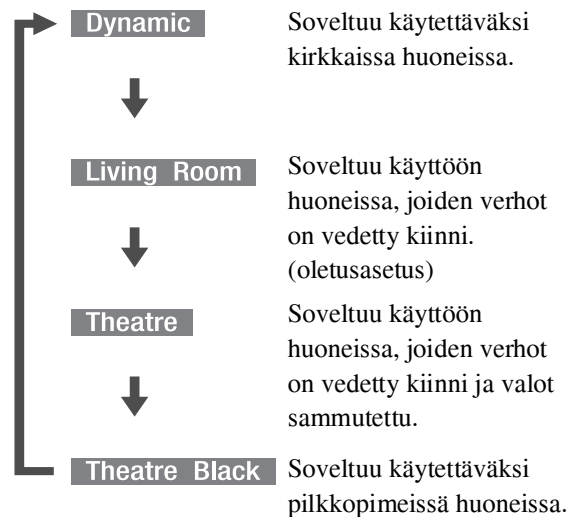 Dynamic
Soveltuu käytettäväksi
kirkkaissa huoneissa.
Living Room
Soveltuu käyttöön
huoneissa, joiden verhot
on vedetty kiinni.
(oletusasetus)
Theatre
Soveltuu käyttöön
huoneissa, joiden verhot
on vedetty kiinni ja valot
sammutettu.
Theatre Black
Soveltuu käytettäväksi
pilkkopimeissä huoneissa.